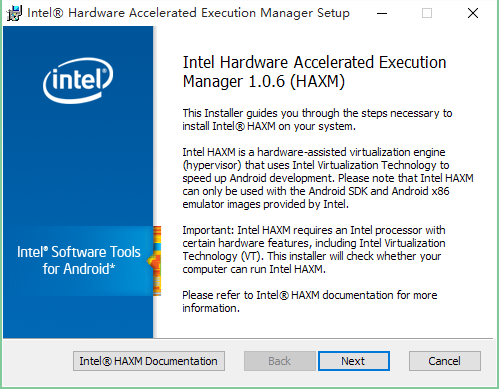 Intel® Hardware Accelerated Execution Manager Setup
intel
Intel Hardware Accelerated Execution
Manager 1.0.6 (HAXM)
This Installer guides you through the steps necessary to
install Intel® HAXM on your system.
Intel HAXM is a hardware-assisted virtualization engine
(hypervisor) that uses Intel Virtualization Technology to
speed up Android development. Please note that Intel HAXM
can only be used with the Android SDK and Android x86
emulator images provided by Intel.
Important: Intel HAXM requires an Intel processor with
certain hardware features, including Intel Virtualization
Technology (VT). This installer will check whether your
computer can run Intel HAXM.
Please refer to Intel® HAXM documentation for more
information.
Intel® Software Tools
for Android*
Intel® HAXM Documentation
Back
Next
Cancel